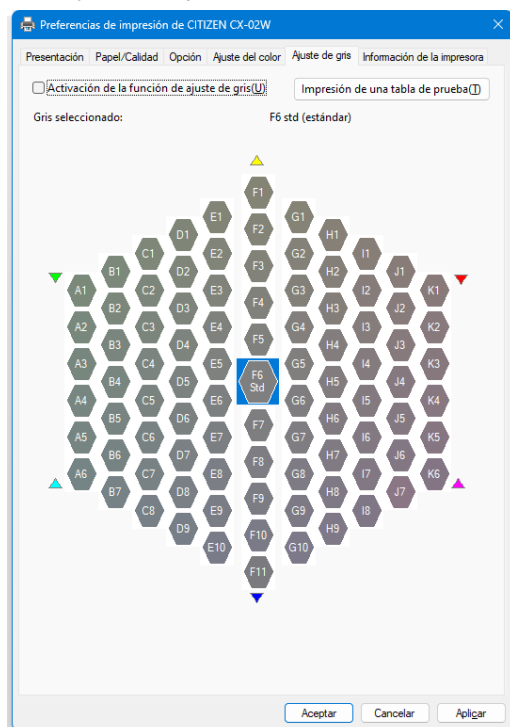 Preferencias de impresión de CITIZEN CX-02W
Presentación Papel/Calidad Opción Ajuste del color Ajuste de gris Información de la impresora
Activación de la función de ajuste de gris(U) Impresión de una tabla de prueba(T)
Gris seleccionado: F6 std (estándar)
F1
E1 G1
D1 F2 H1
C1 E2 G2 I1
B1 D2 F3 H2 J1
A1 C2 E3 G3 I2 K1
B2 D3 F4 H3 J2
A2 C3 E4 G4 I3 K2
B3 D4 F5 H4 J3
A3 C4 E5 G5 I4 K3
B4 D5 F6 Std H5 J4
A4 C5 E6 G6 I5 K4
B5 D6 F7 H6 J5
A5 C6 E7 G7 I6 K5
B6 D7 F8 H7 J6
A6 C7 E8 G8 I7 K6
B7 D8 F9 H8 J7
C8 E9 G9 I8
D9 F10 H9
E10 G10
F11
Aceptar Cancelar Aplicar